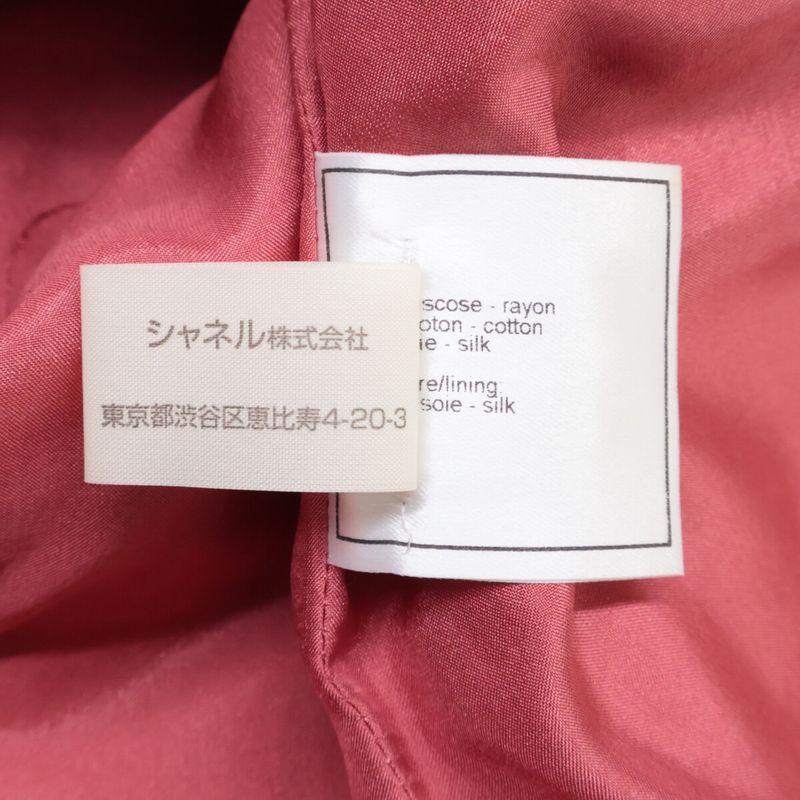 シャネル株式会社
東京都渋谷区恵比寿4-20-3
scose - rayon
oton - cotton
ie - silk
re/lining
soie - silk